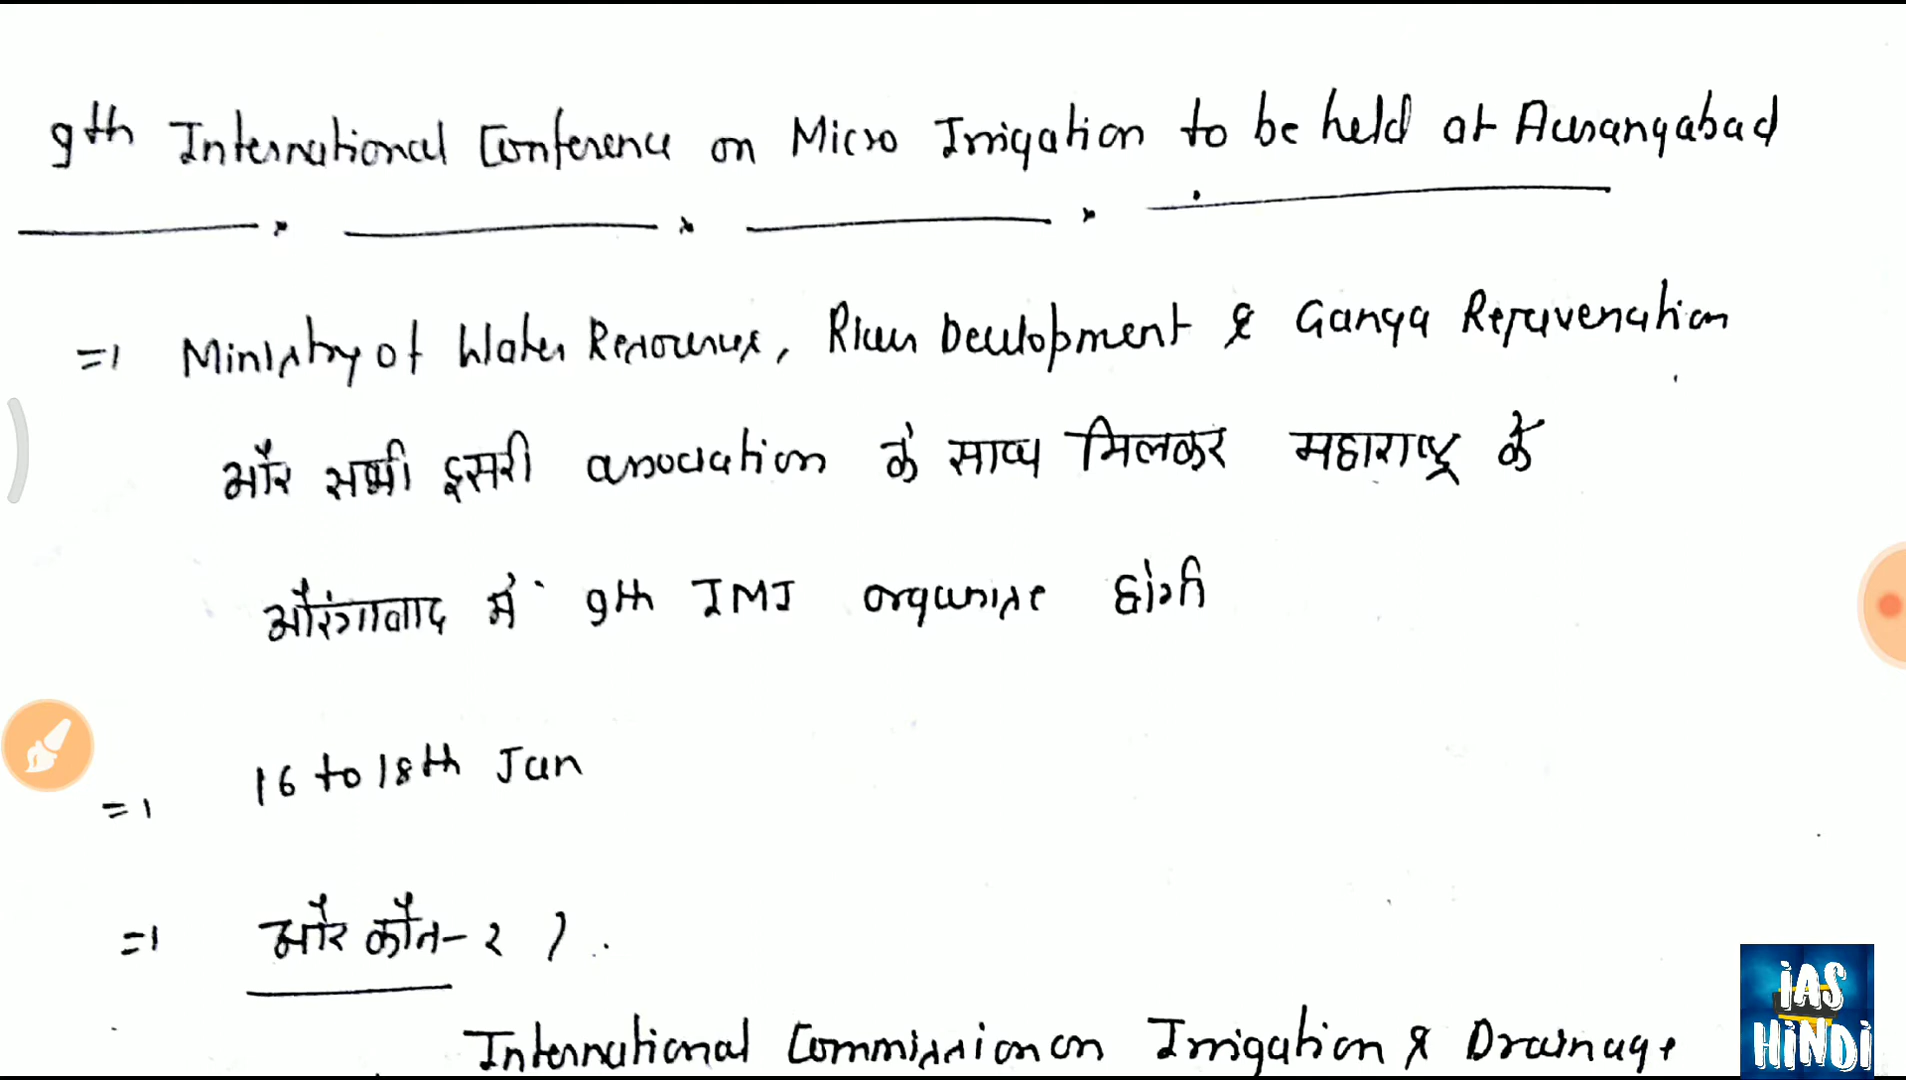 9th International Conference on Micro Irrigation to be held at Aurangabad
=> Ministry of Water Resources, River Development & Ganga Rejuvenation
और सभी दूसरी association के साथ मिलकर महाराष्ट्र के
औरंगाबाद में 9th IMI organise होगी
=> 16 to 18th Jan
=> और कौन-२ ?
International Commission on Irrigation & Drainage
iAS
HiNDi